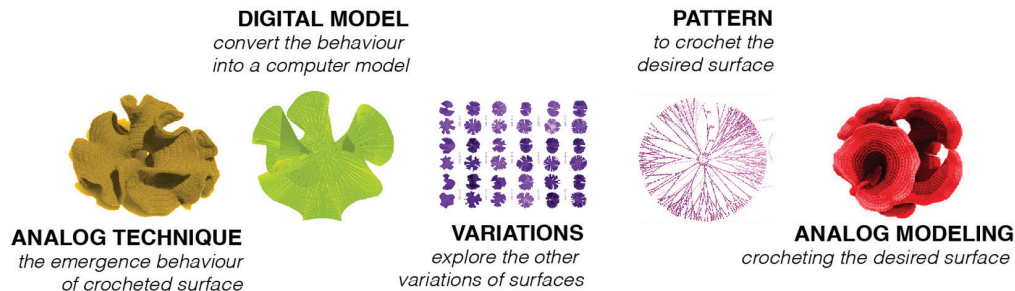 DIGITAL MODEL
convert the behaviour
into a computer model
PATTERN
to crochet the
desired surface
ANALOG TECHNIQUE
the emergence behaviour
of crocheted surface
VARIATIONS
explore the other
variations of surfaces
ANALOG MODELING
crocheting the desired surface